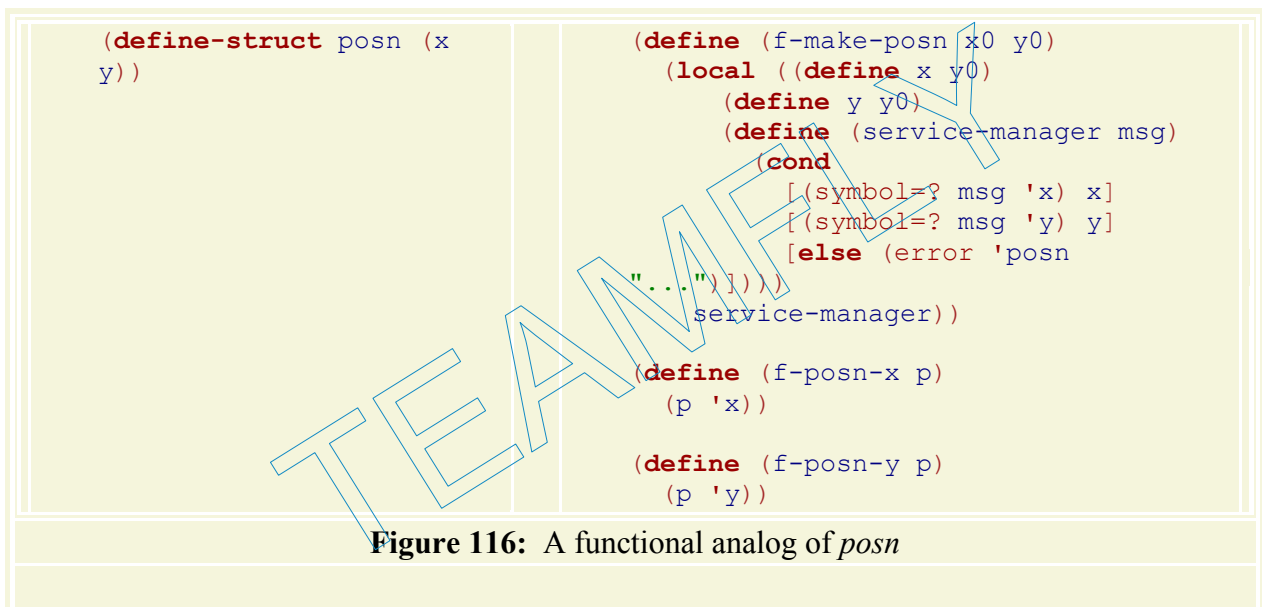 (define-struct posn (x
y))
(define (f-make-posn x0 y0)
(local ((define x y0)
(define y y0)
(define (service-manager msg)
(cond
[(symbol=? msg 'x) x]
[(symbol=? msg 'y) y]
[else (error 'posn
"...")])))
service-manager))
(define (f-posn-x p)
(p 'x))
(define (f-posn-y p)
(p 'y))
TEAMFLY
Figure 116: A functional analog of posn